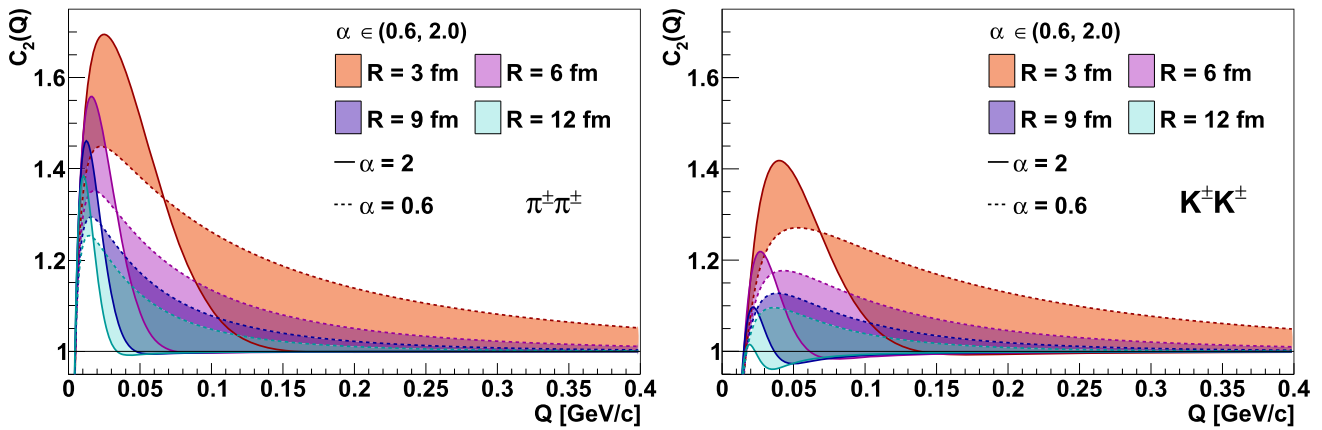 C₂(Q)
1.6
1.4
1.2
1
α ∈ (0.6, 2.0)
R = 3 fm
R = 6 fm
R = 9 fm
R = 12 fm
α = 2
α = 0.6
π±π±
0 0.05 0.1 0.15 0.2 0.25 0.3 0.35 0.4
Q [GeV/c]
C₂(Q)
1.6
1.4
1.2
1
α ∈ (0.6, 2.0)
R = 3 fm
R = 6 fm
R = 9 fm
R = 12 fm
α = 2
α = 0.6
K±K±
0 0.05 0.1 0.15 0.2 0.25 0.3 0.35 0.4
Q [GeV/c]